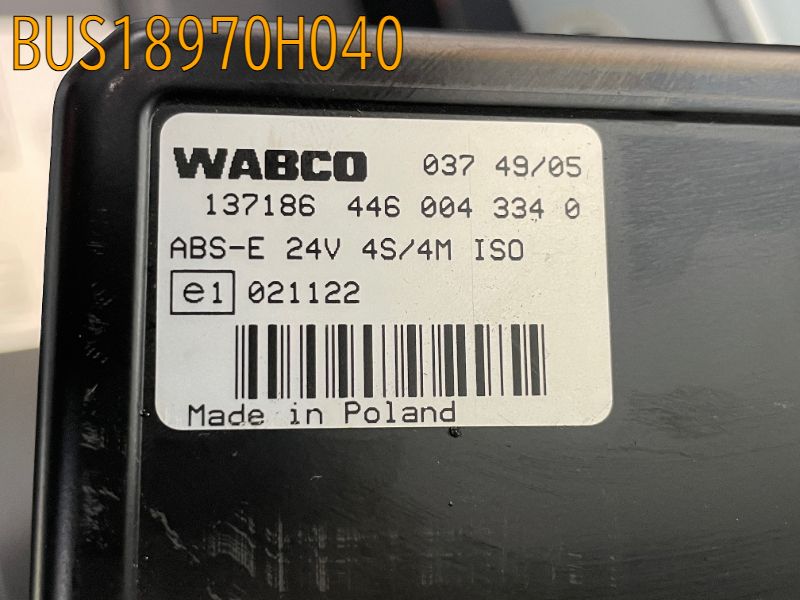 BUS18970H040
WABCO 037 49/05
137186 446 004 334 0
ABS-E 24V 4S/4M ISO
e1 021122
Made in Poland